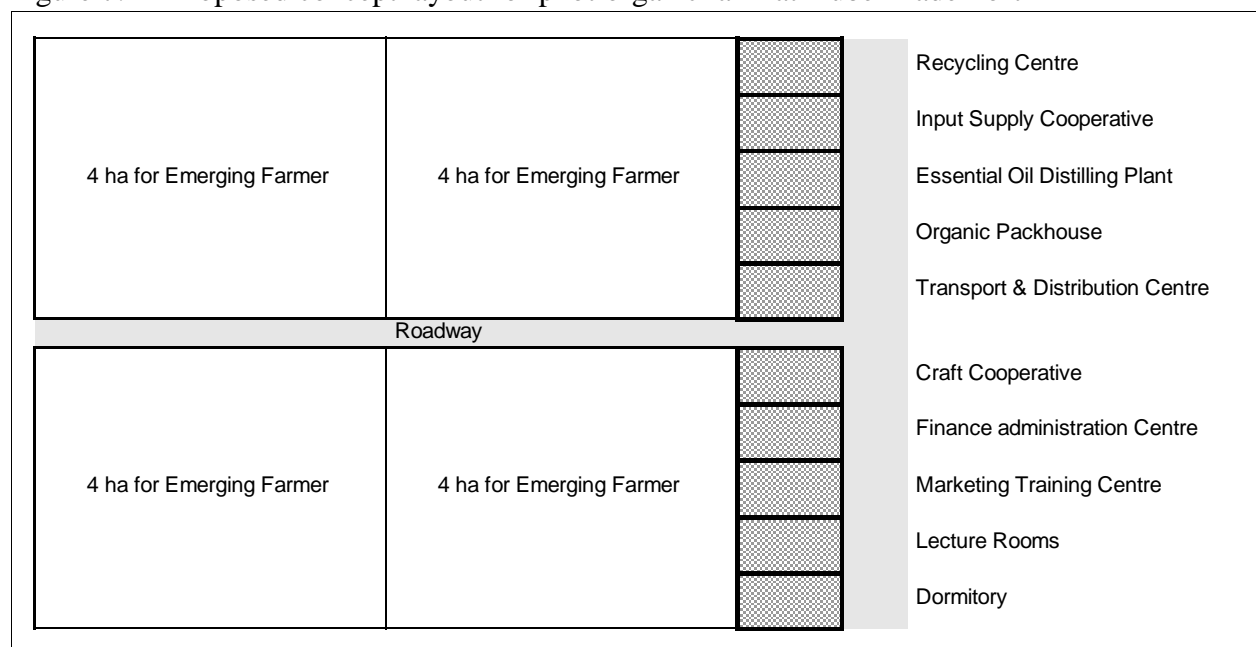 4 ha for Emerging Farmer
4 ha for Emerging Farmer
Recycling Centre
Input Supply Cooperative
Essential Oil Distilling Plant
Organic Packhouse
Transport & Distribution Centre
Roadway
4 ha for Emerging Farmer
4 ha for Emerging Farmer
Craft Cooperative
Finance administration Centre
Marketing Training Centre
Lecture Rooms
Dormitory